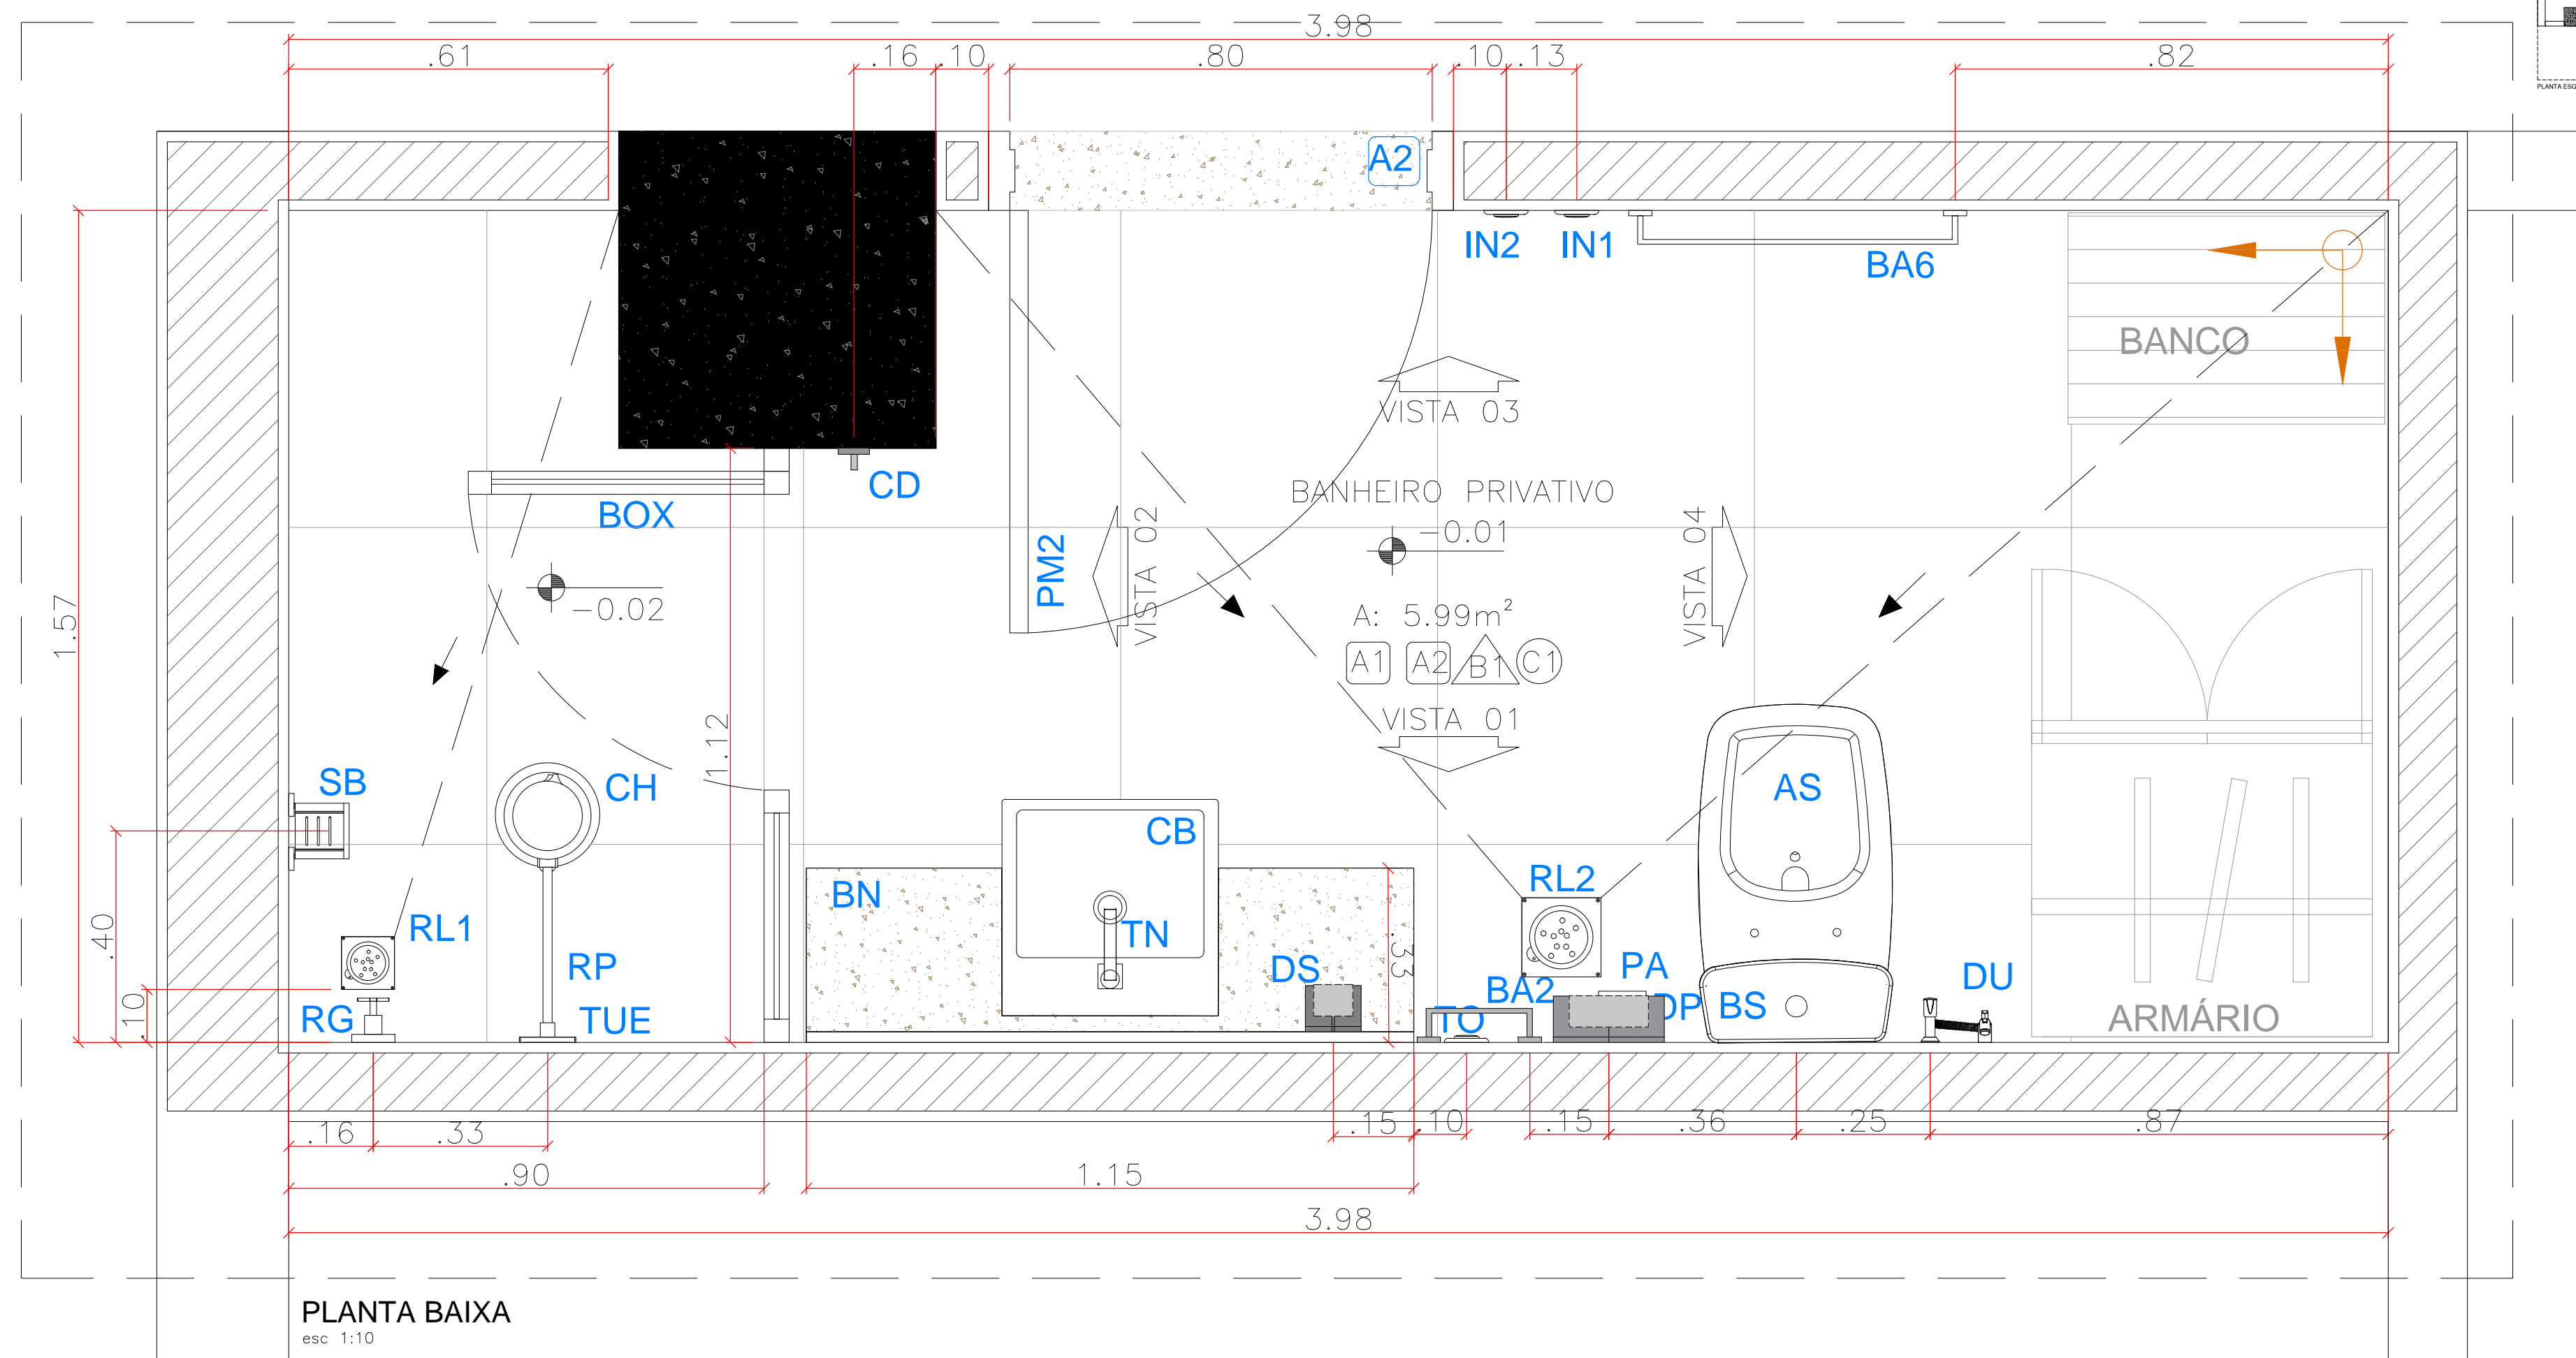 3.98
.61
.16
.10
.80
.10
.13
.82
PLANTA ESQ
A2
IN2
IN1
BA6
BANCO
VISTA 03
CD
BOX
BANHEIRO PRIVATIVO
-0.01
PM2
VISTA 02
VISTA 04
-0.02
A: 5.99m²
A1
A2
B1
C1
1.57
VISTA 01
1.12
SB
CH
AS
CB
BN
RL2
.40
RL1
TN
.33
RP
DS
PA
DU
BA2
.10
RG
TUE
TO
DP
BS
ARMÁRIO
.16
.33
.15
.10
.15
.36
.25
.87
.90
1.15
3.98
PLANTA BAIXA
esc 1:10